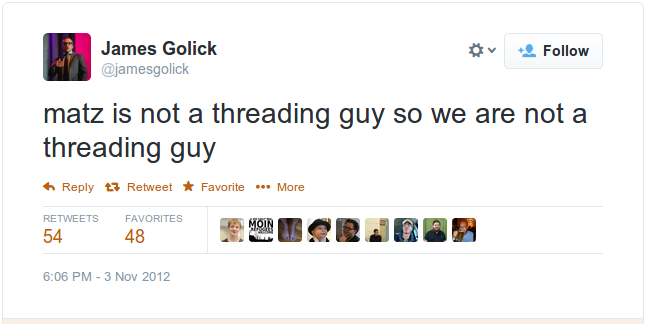 James Golick
@jamesgolick
Follow
matz is not a threading guy so we are not a
threading guy
Reply Retweet Favorite More
RETWEETS FAVORITES
54 48
MOIN
6:06 PM - 3 Nov 2012